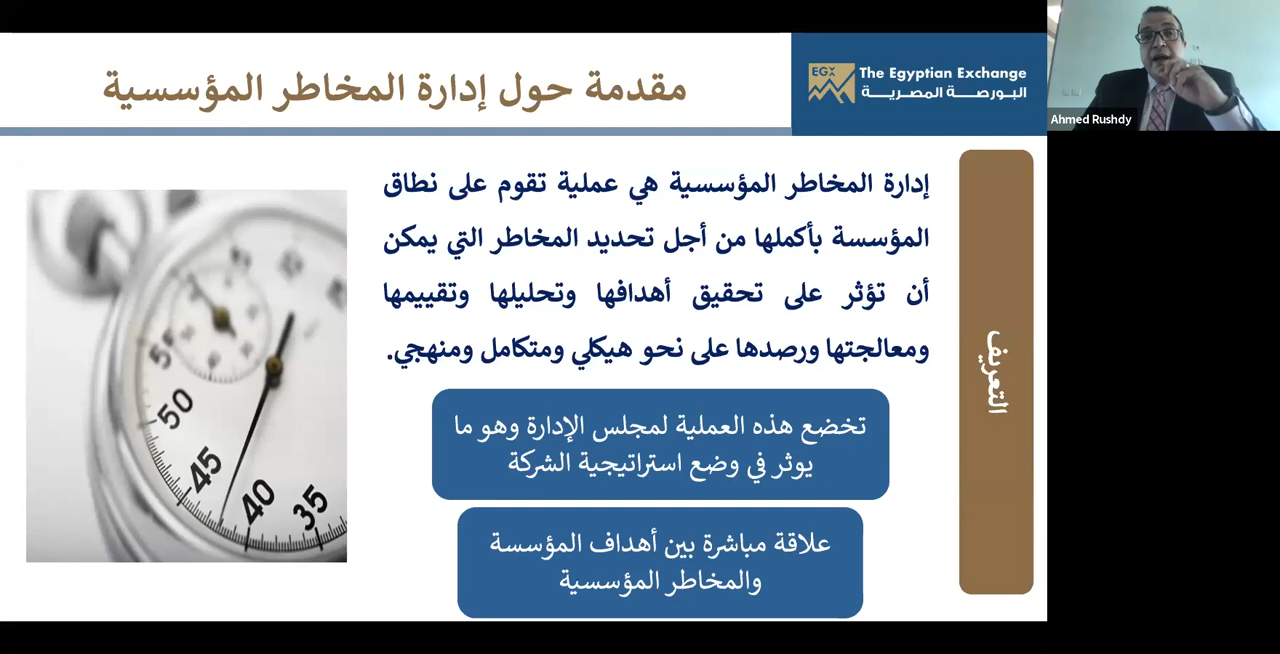 مقدمة حول إدارة المخاطر المؤسسية
EGX
The Egyptian Exchange
البورصة المصرية
Ahmed Rushdy
التعريف
إدارة المخاطر المؤسسية هي عملية تقوم على نطاق
المؤسسة بأكملها من أجل تحديد المخاطر التي يمكن
أن تؤثر على تحقيق أهدافها وتحليلها وتقييمها
ومعالجتها ورصدها على نحو هيكلي ومتكامل ومنهجي.
تخضع هذه العملية لمجلس الإدارة وهو ما
يوثر في وضع استراتيجية الشركة
علاقة مباشرة بين أهداف المؤسسة
والمخاطر المؤسسية
50
45
40
35